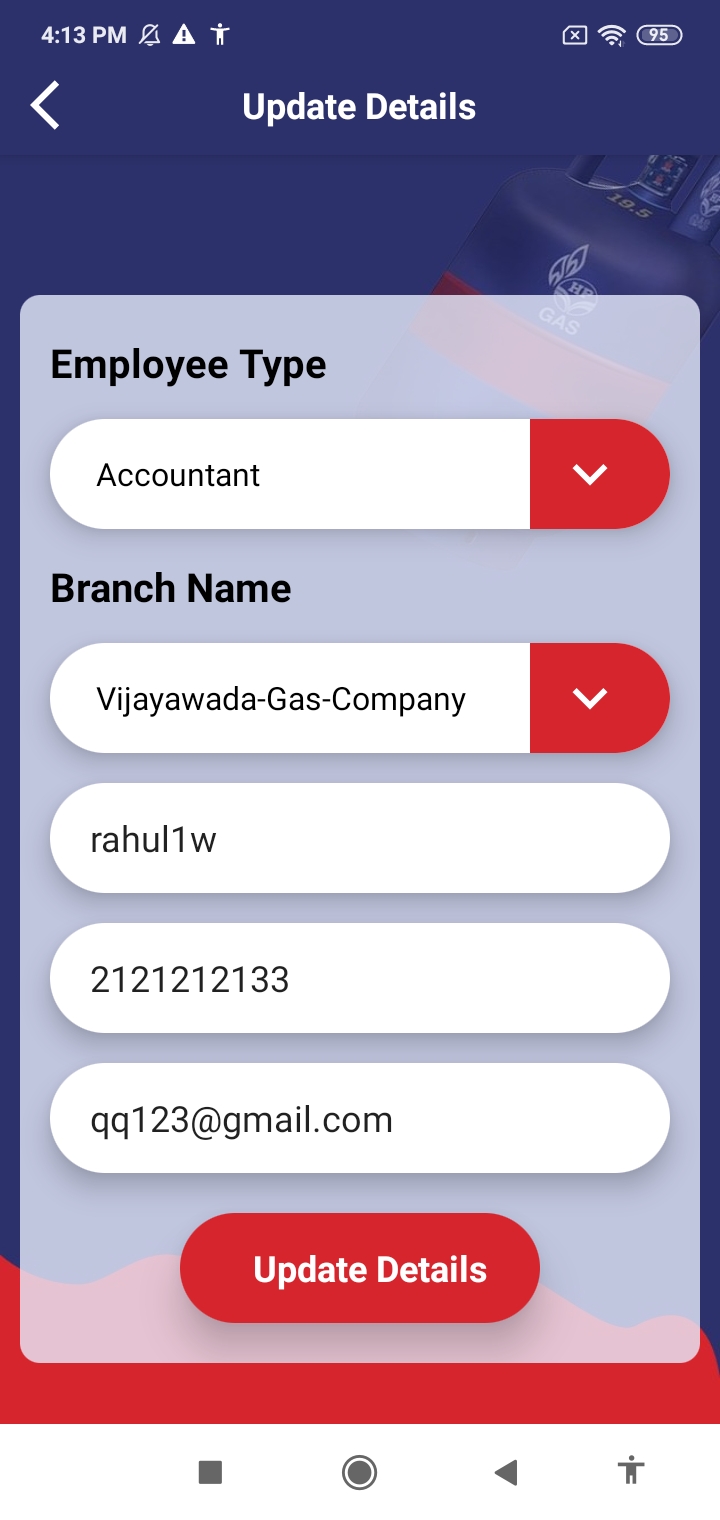 4:13 PM
95
Update Details
19.5
HP
GAS
Employee Type
Accountant
Branch Name
Vijayawada-Gas-Company
rahul1w
2121212133
qq123@gmail.com
Update Details